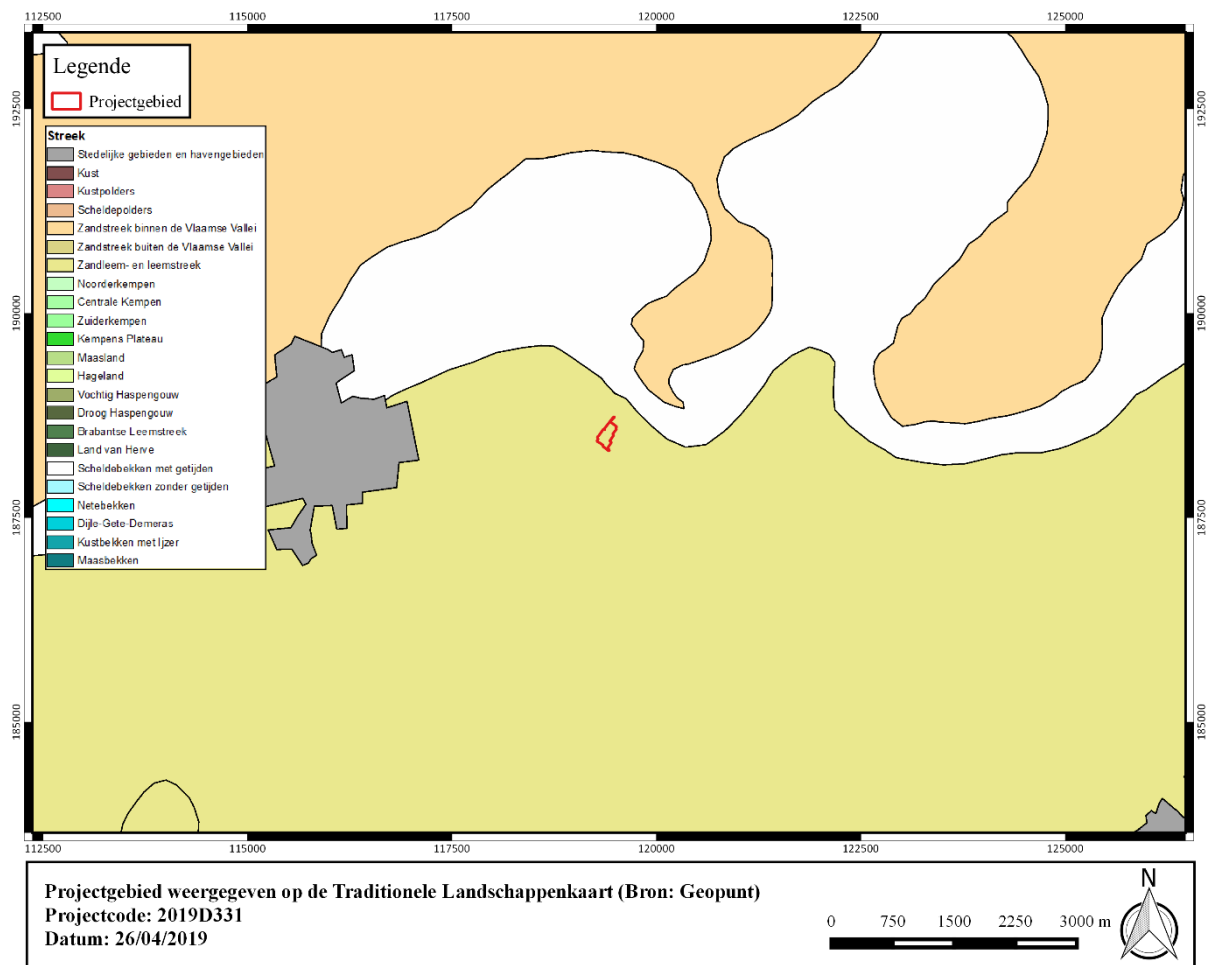 112500 115000 117500 120000 122500 125000
Legende
Projectgebied
Streek
Stedelijke gebieden en havengebieden
Kust
Kustpolders
Scheldepolders
Zandstreek binnen de Vlaamse Vallei
Zandstreek buiten de Vlaamse Vallei
Zandleem- en leemstreek
Noorderkempen
Centrale Kempen
Zuiderkempen
Kempens Plateau
Maasland
Hageland
Vochtig Haspengouw
Droog Haspengouw
Brabantse Leemstreek
Land van Herve
Scheldebekken met getijden
Scheldebekken zonder getijden
Netebekken
Dijle-Gete-Demeras
Kustbekken met Ijzer
Maasbekken
192500
190000
187500
185000
192500
190000
187500
185000
112500 115000 117500 120000 122500 125000
Projectgebied weergegeven op de Traditionele Landschappenkaart (Bron: Geopunt)
Projectcode: 2019D331
Datum: 26/04/2019
0 750 1500 2250 3000 m
N